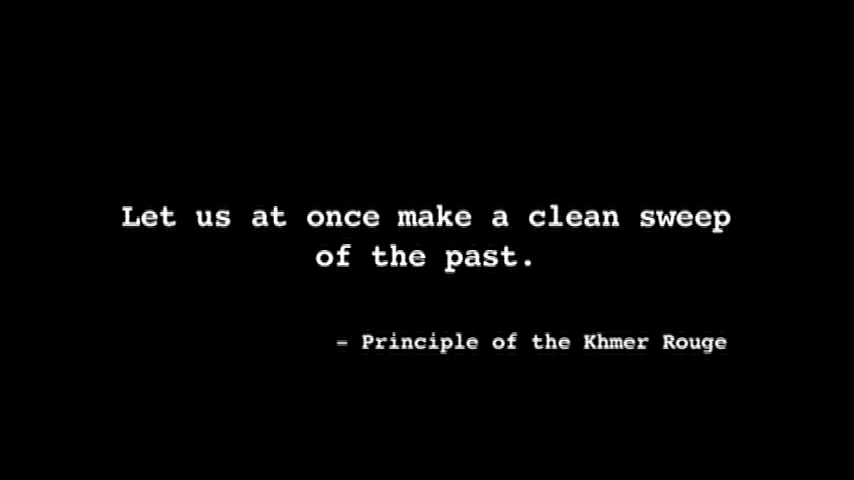 Let us at once make a clean sweep
of the past.
– Principle of the Khmer Rouge